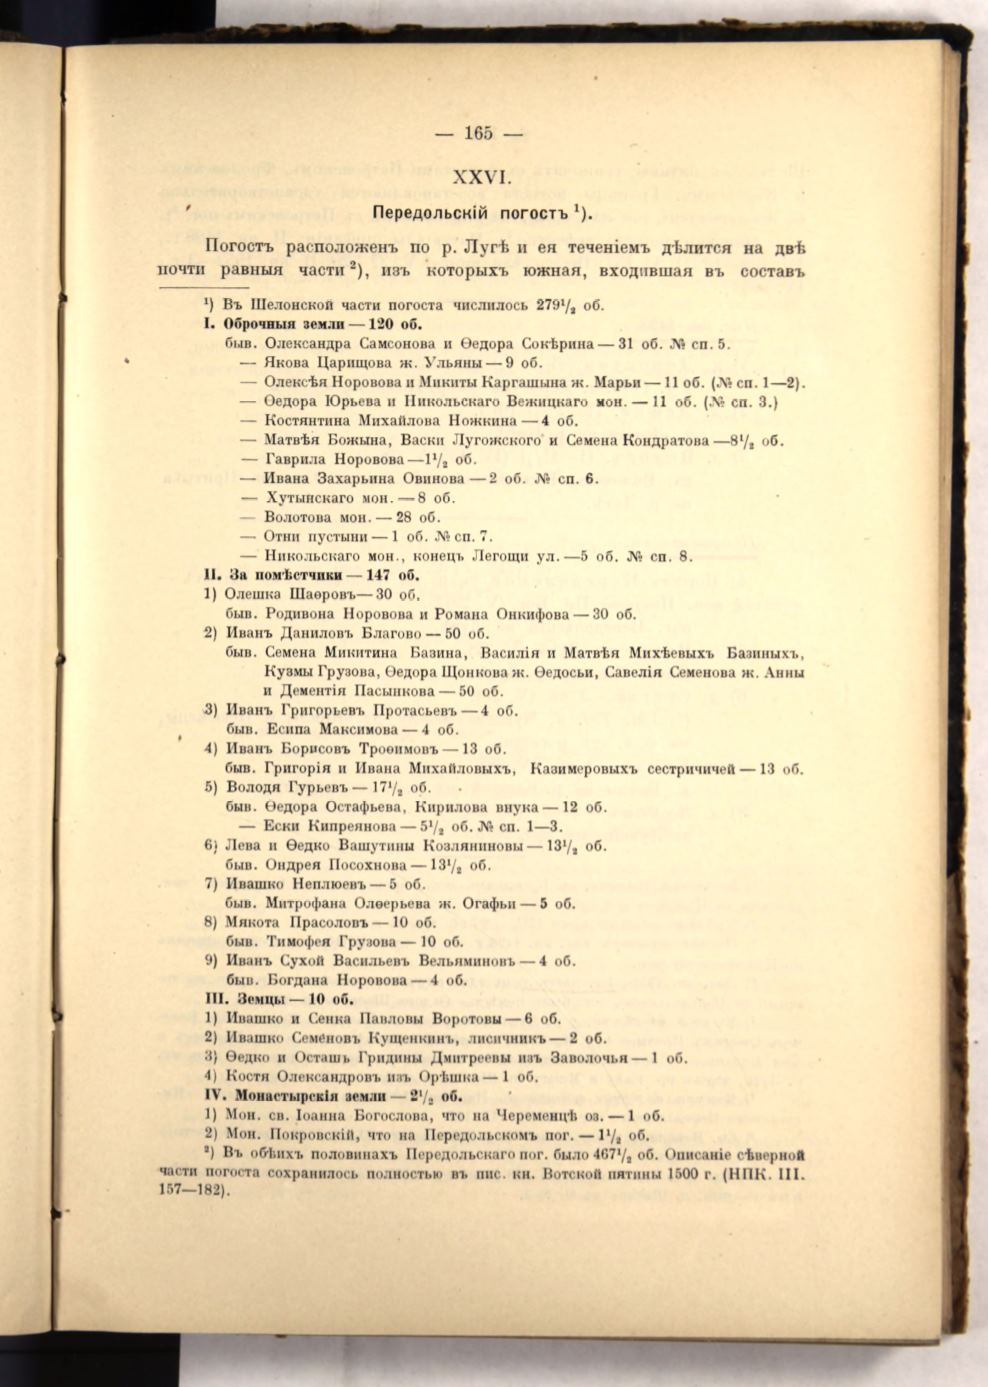 — 165 —
XXVI.
Передольскій погостъ ¹).
Погостъ расположенъ по р. Лугѣ и ея теченіемъ дѣлится на двѣ
почти равныя части ²), изъ которыхъ южная, входившая въ составъ
¹) Въ Шелонской части погоста числилось 279¹/₂ об.
I. Оброчныя земли — 120 об.
быв. Олександра Самсонова и Ѳедора Сокѣрина — 31 об. № сп. 5.
— Якова Царищова ж. Ульяны — 9 об.
— Олексѣя Норовова и Микиты Каргашына ж. Марьи — 11 об. (№ сп. 1—2).
— Ѳедора Юрьева и Никольскаго Вежицкаго мон. — 11 об. (№ сп. 3.)
— Костянтина Михайлова Ножкина — 4 об.
— Матвѣя Божына, Васки Лугожского и Семена Кондратова —8¹/₂ об.
— Гаврила Норовова—1¹/₂ об.
— Ивана Захарьина Овинова — 2 об. № сп. 6.
— Хутынскаго мон. — 8 об.
— Волотова мон. — 28 об.
— Отни пустыни — 1 об. № сп. 7.
— Никольскаго мон., конецъ Легощи ул. —5 об. № сп. 8.
II. За помѣстчики — 147 об.
1) Олешка Шаѳровъ— 30 об.
быв. Родивона Норовова и Романа Онкифова — 30 об.
2) Иванъ Даниловъ Благово — 50 об.
быв. Семена Микитина Базина, Василія и Матвѣя Михѣевыхъ Базиныхъ,
Кузмы Грузова, Ѳедора Щонкова ж. Ѳедосьи, Савелія Семенова ж. Анны
и Дементія Пасынкова — 50 об.
3) Иванъ Григорьевъ Протасьевъ — 4 об.
быв. Есипа Максимова — 4 об.
4) Иванъ Борисовъ Троѳимовъ — 13 об.
быв. Григорія и Ивана Михайловыхъ, Казимеровыхъ сестричичей — 13 об.
5) Володя Гурьевъ — 17¹/₂ об.
быв. Ѳедора Остафьева, Кирилова внука — 12 об.
— Ески Кипреянова — 5¹/₂ об. № сп. 1—3.
6) Лева и Ѳедко Вашутины Козляниновы — 13¹/₂ об.
быв. Ондрея Посохнова — 13¹/₂ об.
7) Ивашко Неплюевъ — 5 об.
быв. Митрофана Олѳерьева ж. Огафьи — 5 об.
8) Мякота Прасоловъ — 10 об.
быв. Тимофея Грузова — 10 об.
9) Иванъ Сухой Васильевъ Вельяминовъ — 4 об.
быв. Богдана Норовова — 4 об.
III. Земцы — 10 об.
1) Ивашко и Сенка Павловы Воротовы — 6 об.
2) Ивашко Семеновъ Кущенкинъ, лисичникъ — 2 об.
3) Ѳедко и Осташь Гридины Дмитреевы изъ Заволочья — 1 об.
4) Костя Олександровъ изъ Орѣшка — 1 об.
IV. Монастырскія земли — 2¹/₂ об.
1) Мон. св. Іоанна Богослова, что на Череменцѣ оз. — 1 об.
2) Мон. Покровскій, что на Передольскомъ пог. — 1¹/₂ об.
²) Въ обѣихъ половинахъ Передольскаго пог. было 467¹/₂ об. Описаніе сѣверной
части погоста сохранилось полностью въ пис. кн. Вотской пятины 1500 г. (НПК. III.
157—182).